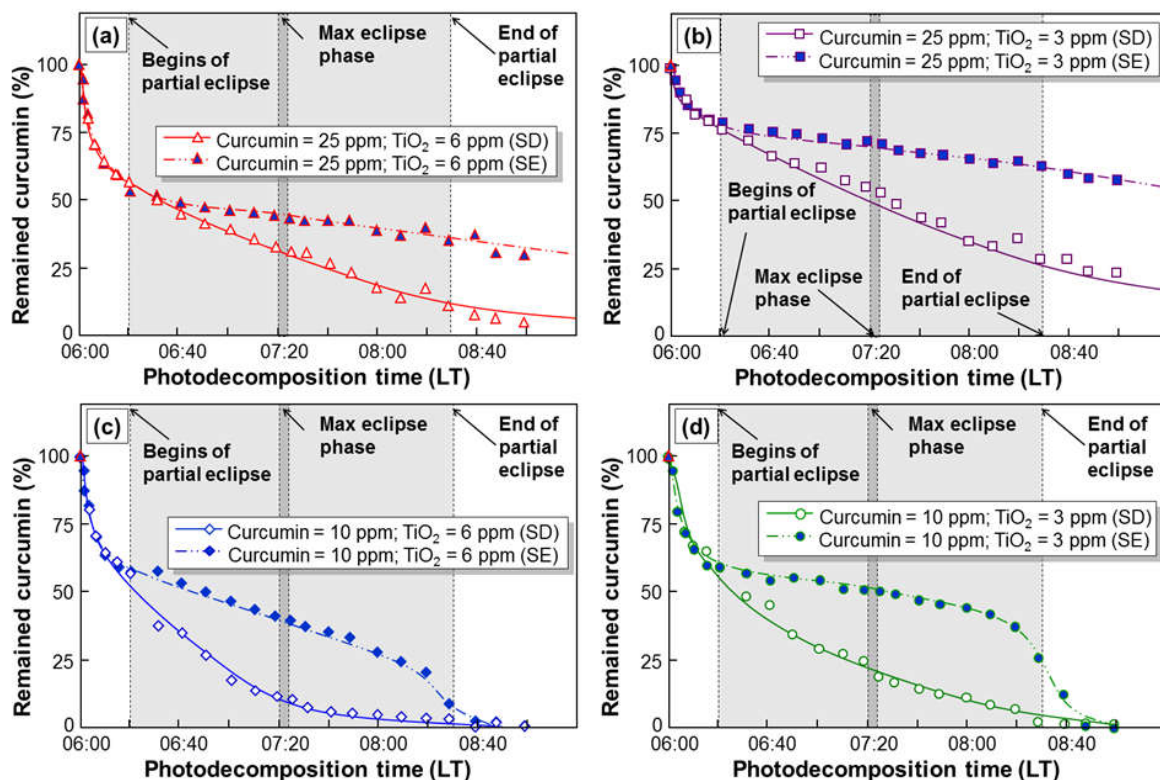 (a)
Begins of
partial eclipse
Max eclipse
phase
End of
partial
eclipse
Curcumin = 25 ppm; TiO2 = 6 ppm (SD)
Curcumin = 25 ppm; TiO2 = 6 ppm (SE)
Remained curcumin (%)
100
75
50
25
0
06:00
06:40
07:20
08:00
08:40
Photodecomposition time (LT)
(b)
Curcumin = 25 ppm; TiO2 = 3 ppm (SD)
Curcumin = 25 ppm; TiO2 = 3 ppm (SE)
Begins of
partial eclipse
Max eclipse
phase
End of
partial eclipse
Remained curcumin (%)
100
75
50
25
0
06:00
06:40
07:20
08:00
08:40
Photodecomposition time (LT)
(c)
Begins of
partial eclipse
Max eclipse
phase
End of
partial
eclipse
Curcumin = 10 ppm; TiO2 = 6 ppm (SD)
Curcumin = 10 ppm; TiO2 = 6 ppm (SE)
Remained curcumin (%)
100
75
50
25
0
06:00
06:40
07:20
08:00
08:40
Photodecomposition time (LT)
(d)
Begins of
partial eclipse
Max eclipse
phase
End of
partial
eclipse
Curcumin = 10 ppm; TiO2 = 3 ppm (SD)
Curcumin = 10 ppm; TiO2 = 3 ppm (SE)
Remained curcumin (%)
100
75
50
25
0
06:00
06:40
07:20
08:00
08:40
Photodecomposition time (LT)